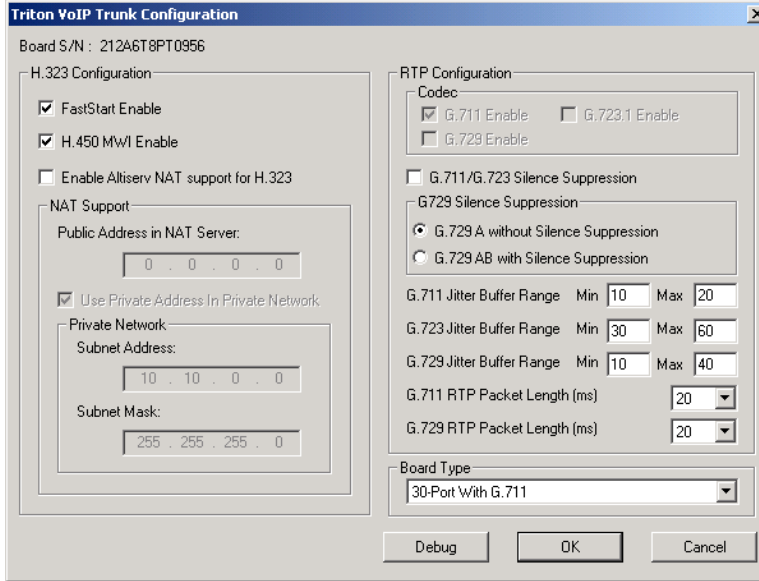 Triton VoIP Trunk Configuration
Board S/N : 212A6T8PT0956
H.323 Configuration
FastStart Enable
H.450 MWI Enable
Enable Altiserv NAT support for H.323
NAT Support
Public Address in NAT Server:
0 . 0 . 0 . 0
Use Private Address In Private Network
Private Network
Subnet Address:
10 . 10 . 0 . 0
Subnet Mask:
255 . 255 . 255 . 0
RTP Configuration
Codec
G.711 Enable G.723.1 Enable
G.729 Enable
G.711/G.723 Silence Suppression
G729 Silence Suppression
G.729 A without Silence Suppression
G.729 AB with Silence Suppression
G.711 Jitter Buffer Range Min 10 Max 20
G.723 Jitter Buffer Range Min 30 Max 60
G.729 Jitter Buffer Range Min 10 Max 40
G.711 RTP Packet Length (ms) 20
G.729 RTP Packet Length (ms) 20
Board Type
30-Port With G.711
Debug OK Cancel